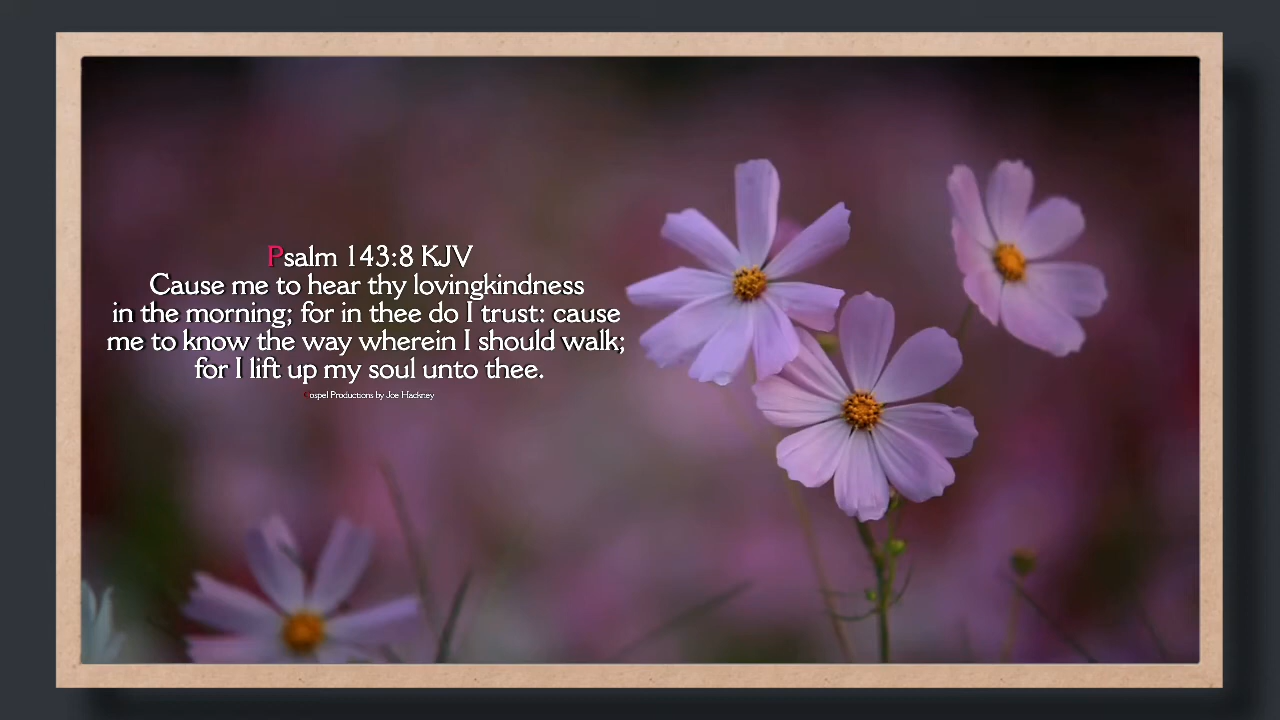 Psalm 143:8 KJV
Cause me to hear thy lovingkindness
in the morning; for in thee do I trust: cause
me to know the way wherein I should walk;
for I lift up my soul unto thee.
Gospel Productions by Joe Hackney